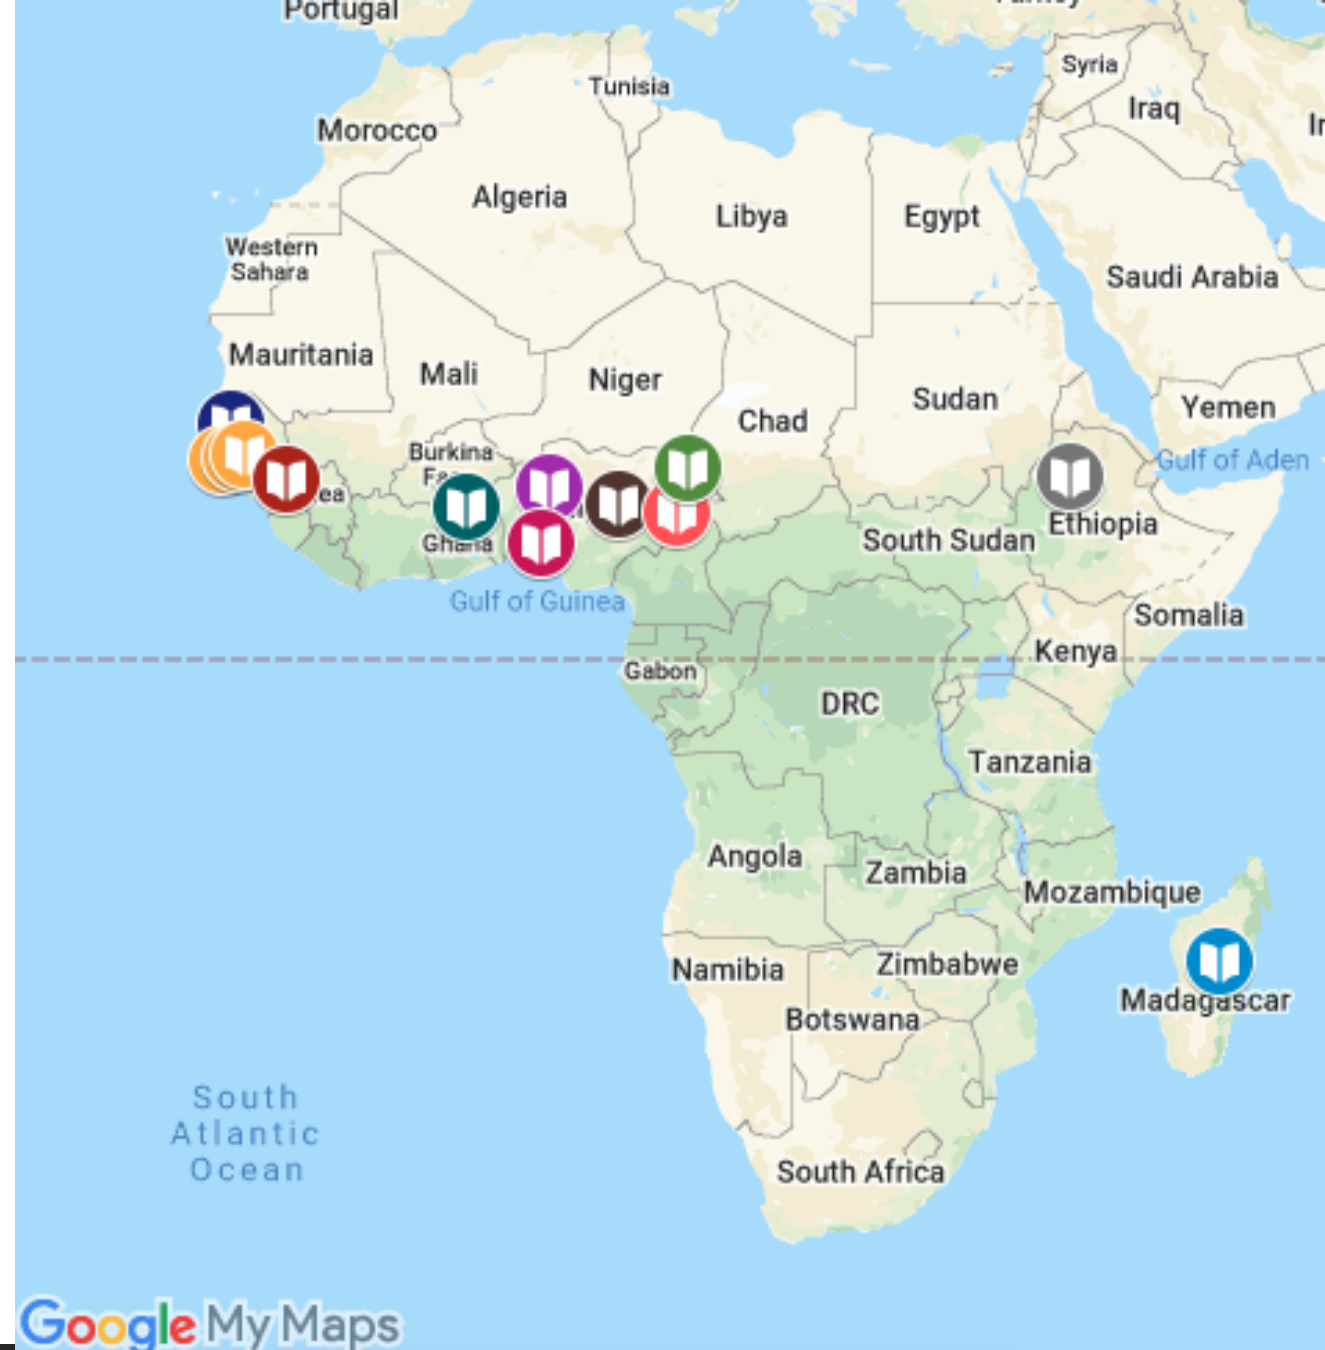 Portugal
Syria
Tunisia
Iraq
Morocco
Algeria
Libya
Egypt
Western
Sahara
Saudi Arabia
Mauritania
Mali
Niger
Sudan
Yemen
Chad
Burkina
Gulf of Aden
Ethiopia
South Sudan
Ghana
Gulf of Guinea
Somalia
Kenya
Gabon
DRC
Tanzania
Angola
Zambia
Mozambique
Namibia
Zimbabwe
Madagascar
Botswana
South
Atlantic
Ocean
South Africa
Google My Maps